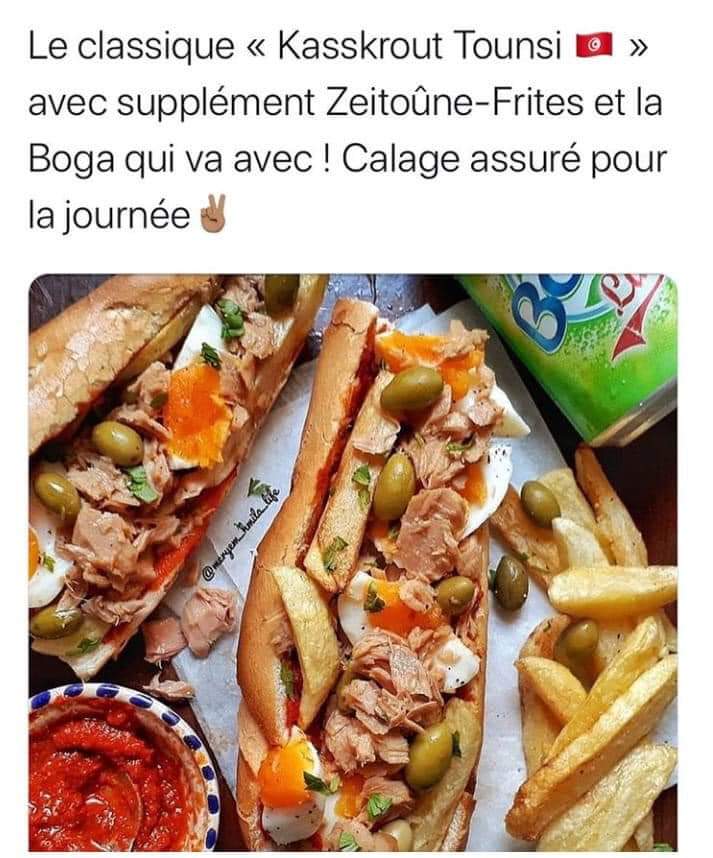 Le classique « Kasskrout Tounsi 🇹🇳 »
avec supplément Zeitoûne-Frites et la
Boga qui va avec ! Calage assuré pour
la journée✌🏽
@meryem_hmila_life